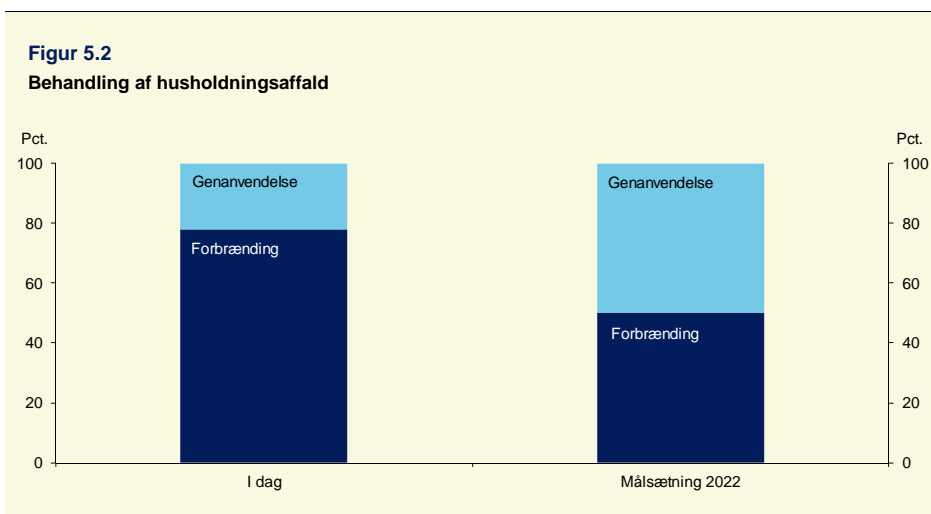 Figur 5.2
Behandling af husholdningsaffald
Pct. Pct.
100 100
Genanvendelse Genanvendelse
80 80
Forbrænding
60 60
Forbrænding
40 40
20 20
0 0
I dag Målsætning 2022